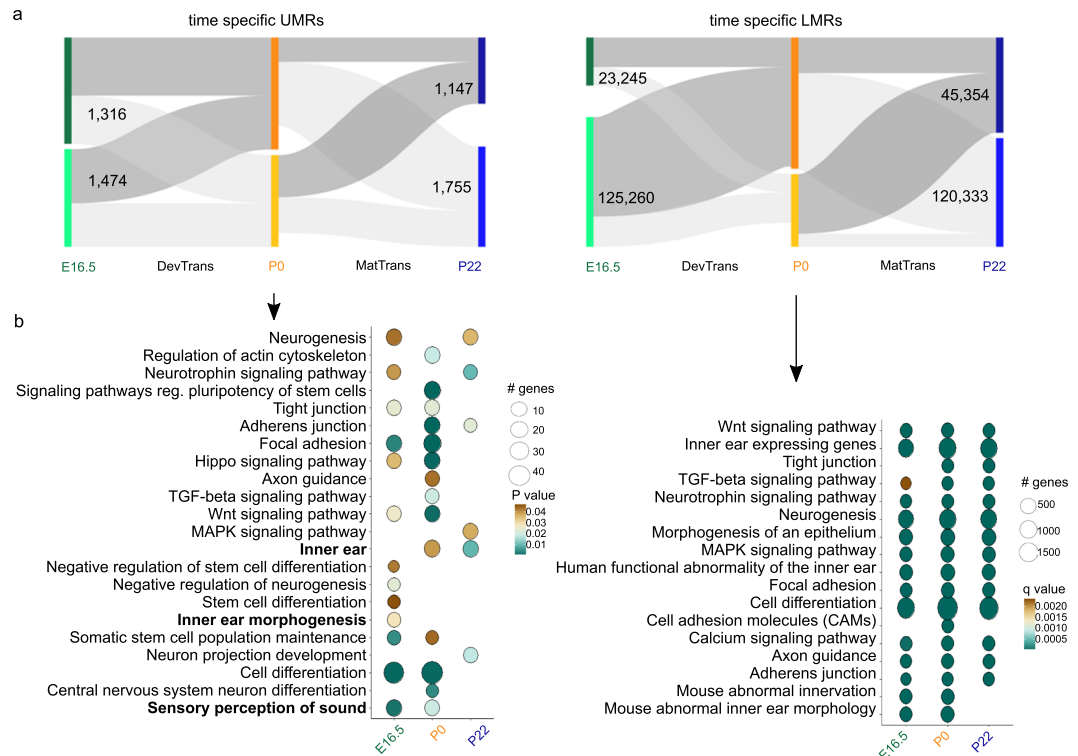 a
time specific UMRs
time specific LMRs
1,316
1,474
1,147
1,755
23,245
125,260
45,354
120,333
E16.5
DevTrans
P0
MatTrans
P22
E16.5
DevTrans
P0
MatTrans
P22
b
Neurogenesis
Regulation of actin cytoskeleton
Neurotrophin signaling pathway
Signaling pathways reg. pluripotency of stem cells
Tight junction
Adherens junction
Focal adhesion
Hippo signaling pathway
Axon guidance
TGF-beta signaling pathway
Wnt signaling pathway
MAPK signaling pathway
Inner ear
Negative regulation of stem cell differentiation
Negative regulation of neurogenesis
Stem cell differentiation
Inner ear morphogenesis
Somatic stem cell population maintenance
Neuron projection development
Cell differentiation
Central nervous system neuron differentiation
Sensory perception of sound
E16.5
P0
P22
# genes
10
20
30
40
P value
0.04
0.03
0.02
0.01
Wnt signaling pathway
Inner ear expressing genes
Tight junction
TGF-beta signaling pathway
Neurotrophin signaling pathway
Neurogenesis
Morphogenesis of an epithelium
MAPK signaling pathway
Human functional abnormality of the inner ear
Focal adhesion
Cell differentiation
Cell adhesion molecules (CAMs)
Calcium signaling pathway
Axon guidance
Adherens junction
Mouse abnormal innervation
Mouse abnormal inner ear morphology
E16.5
P0
P22
# genes
500
1000
1500
q value
0.0020
0.0015
0.0010
0.0005